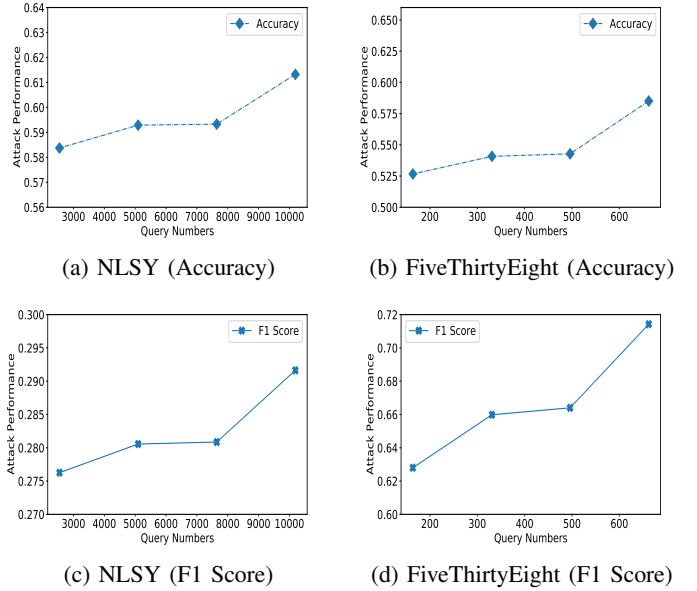 0.64
0.63
0.62
0.61
0.60
0.59
0.58
0.57
0.56
Attack Performance
Accuracy
3000 4000 5000 6000 7000 8000 9000 10000
Query Numbers
(a) NLSY (Accuracy)
0.650
0.625
0.600
0.575
0.550
0.525
0.500
Attack Performance
Accuracy
200 300 400 500 600
Query Numbers
(b) FiveThirtyEight (Accuracy)
0.300
0.295
0.290
0.285
0.280
0.275
0.270
Attack Performance
F1 Score
3000 4000 5000 6000 7000 8000 9000 10000
Query Numbers
(c) NLSY (F1 Score)
0.72
0.70
0.68
0.66
0.64
0.62
0.60
Attack Performance
F1 Score
200 300 400 500 600
Query Numbers
(d) FiveThirtyEight (F1 Score)